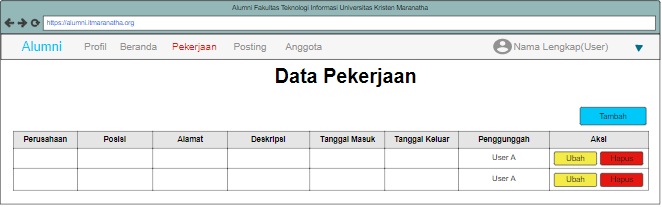 Alumni Fakultas Teknologi Informasi Universitas Kristen Maranatha
https://alumni.itmaranatha.org
Alumni Profil Beranda Pekerjaan Posting Anggota Nama Lengkap(User)
Data Pekerjaan
Tambah
Perusahaan Posisi Alamat Deskripsi Tanggal Masuk Tanggal Keluar Penggunggah Aksi
User A Ubah Hapus
User A Ubah Hapus